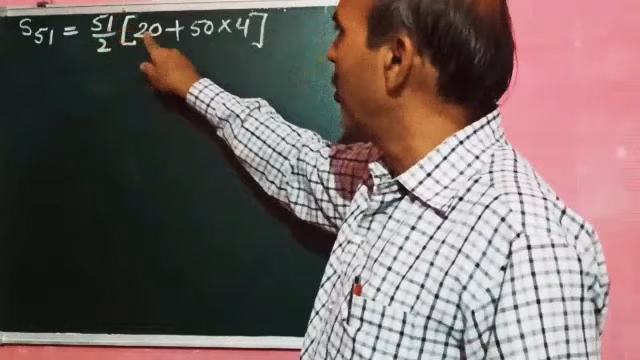 S₅₁ = 51/2 [20 + 50 × 4]